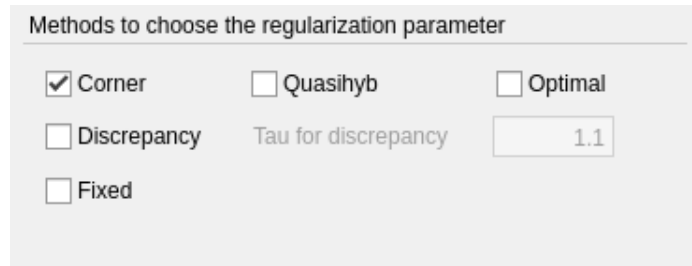 Methods to choose the regularization parameter
Corner Quasihyb Optimal
Discrepancy Tau for discrepancy 1.1
Fixed